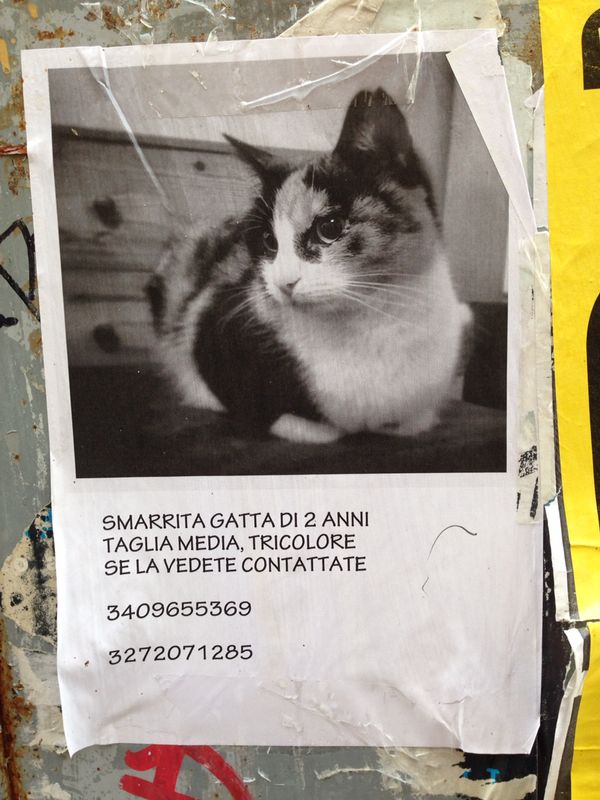 SMARRITA GATTA DI 2 ANNI
TAGLIA MEDIA, TRICOLORE
SE LA VEDETE CONTATTATE
3409655369
3272071285